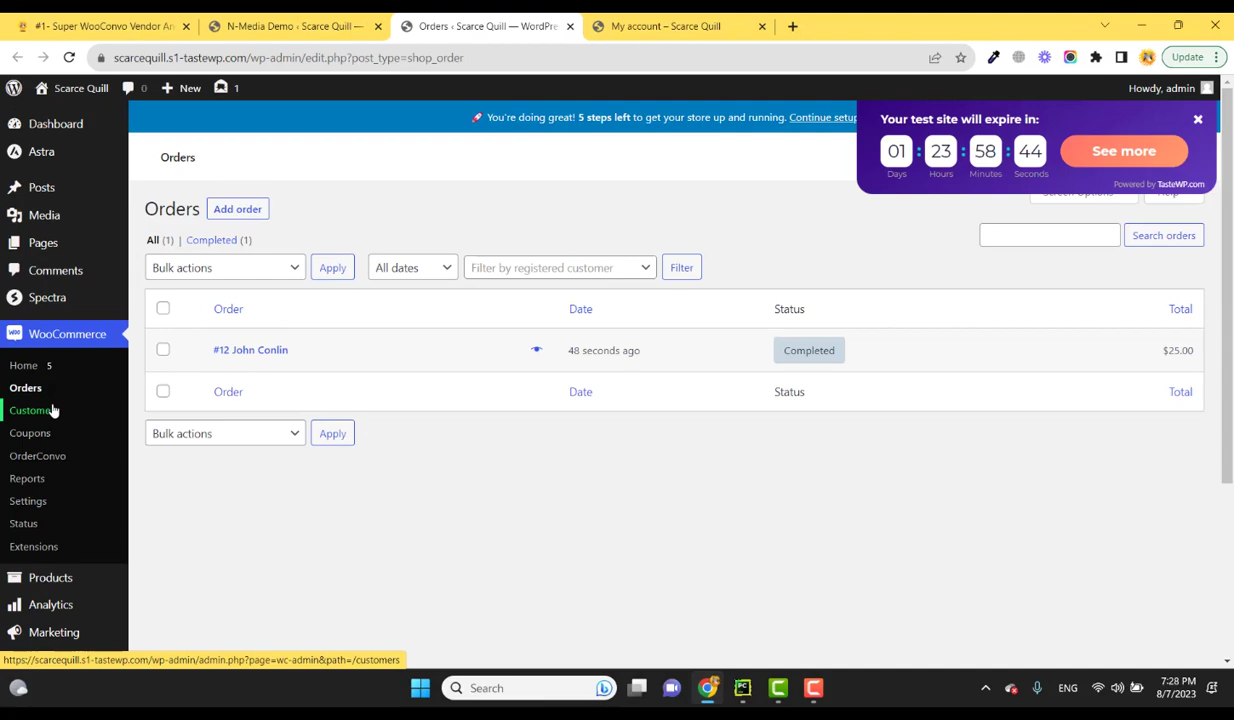 #1- Super WooConvo Vendor An
N-Media Demo ‹ Scarce Quill —
Orders ‹ Scarce Quill — WordPre
My account – Scarce Quill
scarcequill.s1-tastewp.com/wp-admin/edit.php?post_type=shop_order
Update
Scarce Quill
0
New
1
Howdy, admin
🚀 You're doing great! 5 steps left to get your store up and running. Continue setup
Your test site will expire in:
01 : 23 : 58 : 44
Days Hours Minutes Seconds
See more
Powered by TasteWP.com
Dashboard
Astra
Posts
Media
Pages
Comments
Spectra
WooCommerce
Home 5
Orders
Custome
Coupons
OrderConvo
Reports
Settings
Status
Extensions
Products
Analytics
Marketing
Orders
Orders Add order
All (1) | Completed (1)
Search orders
Bulk actions Apply All dates Filter by registered customer Filter
Order Date Status Total
#12 John Conlin 48 seconds ago Completed $25.00
Order Date Status Total
Bulk actions Apply
https://scarcequill.s1-tastewp.com/wp-admin/admin.php?page=wc-admin&path=/customers
Search
ENG
7:28 PM
8/7/2023